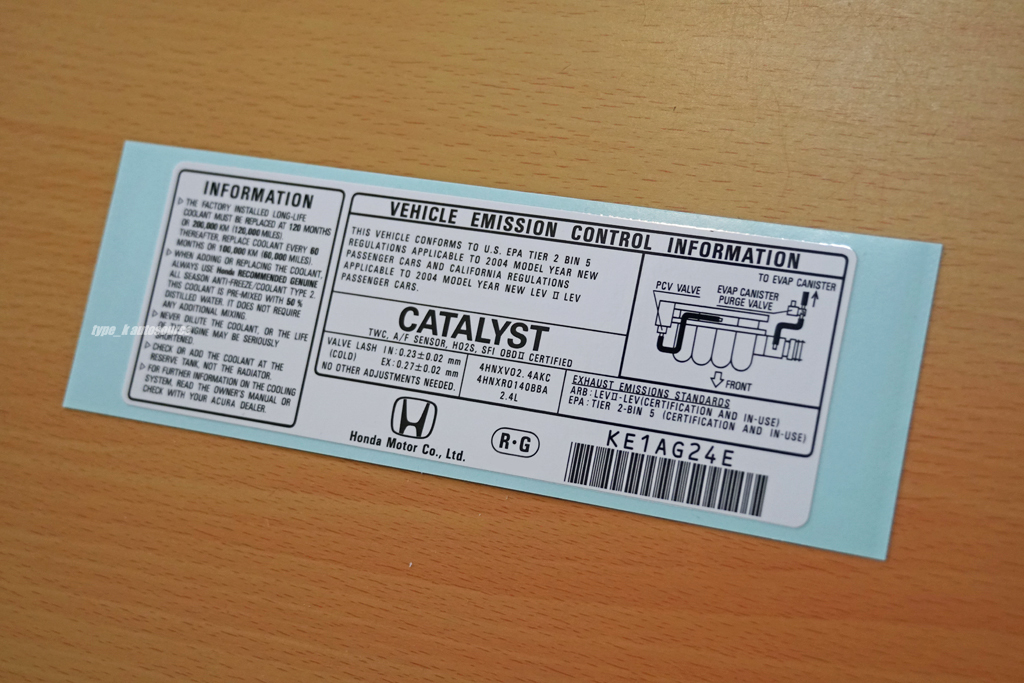 INFORMATION
▷ THE FACTORY INSTALLED LONG-LIFE
COOLANT MUST BE REPLACED AT 120 MONTHS
OR 200,000 KM (120,000 MILES).
THEREAFTER, REPLACE COOLANT EVERY 60
MONTHS OR 100,000 KM (60,000 MILES).
▷ WHEN ADDING OR REPLACING THE COOLANT,
ALWAYS USE Honda RECOMMENDED GENUINE
ALL SEASON ANTI-FREEZE/COOLANT TYPE 2.
THIS COOLANT IS PRE-MIXED WITH 50 %
DISTILLED WATER. IT DOES NOT REQUIRE
ANY ADDITIONAL MIXING.
▷ NEVER DILUTE THE COOLANT, OR THE LIFE
ENGINE MAY BE SERIOUSLY
SHORTENED.
▷ CHECK OR ADD THE COOLANT AT THE
RESERVE TANK, NOT THE RADIATOR.
▷ FOR FURTHER INFORMATION ON THE COOLING
SYSTEM, READ THE OWNER'S MANUAL OR
CHECK WITH YOUR ACURA DEALER.
VEHICLE EMISSION CONTROL INFORMATION
THIS VEHICLE CONFORMS TO U.S. EPA TIER 2 BIN 5
REGULATIONS APPLICABLE TO 2004 MODEL YEAR NEW
PASSENGER CARS AND CALIFORNIA REGULATIONS
APPLICABLE TO 2004 MODEL YEAR NEW LEV II LEV
PASSENGER CARS.
CATALYST
TWC, A/F SENSOR, HO2S, SFI OBDII CERTIFIED
TO EVAP CANISTER
PCV VALVE
EVAP CANISTER
PURGE VALVE
FRONT
VALVE LASH IN:0.23±0.02 mm
(COLD) EX:0.27±0.02 mm
NO OTHER ADJUSTMENTS NEEDED.
4HNXV02.4AKC
4HNXR0140BBA
2.4L
EXHAUST EMISSIONS STANDARDS
ARB:LEVII-LEV(CERTIFICATION AND IN-USE)
EPA:TIER 2-BIN 5 (CERTIFICATION AND IN-USE)
Honda Motor Co., Ltd.
R·G
KE1AG24E